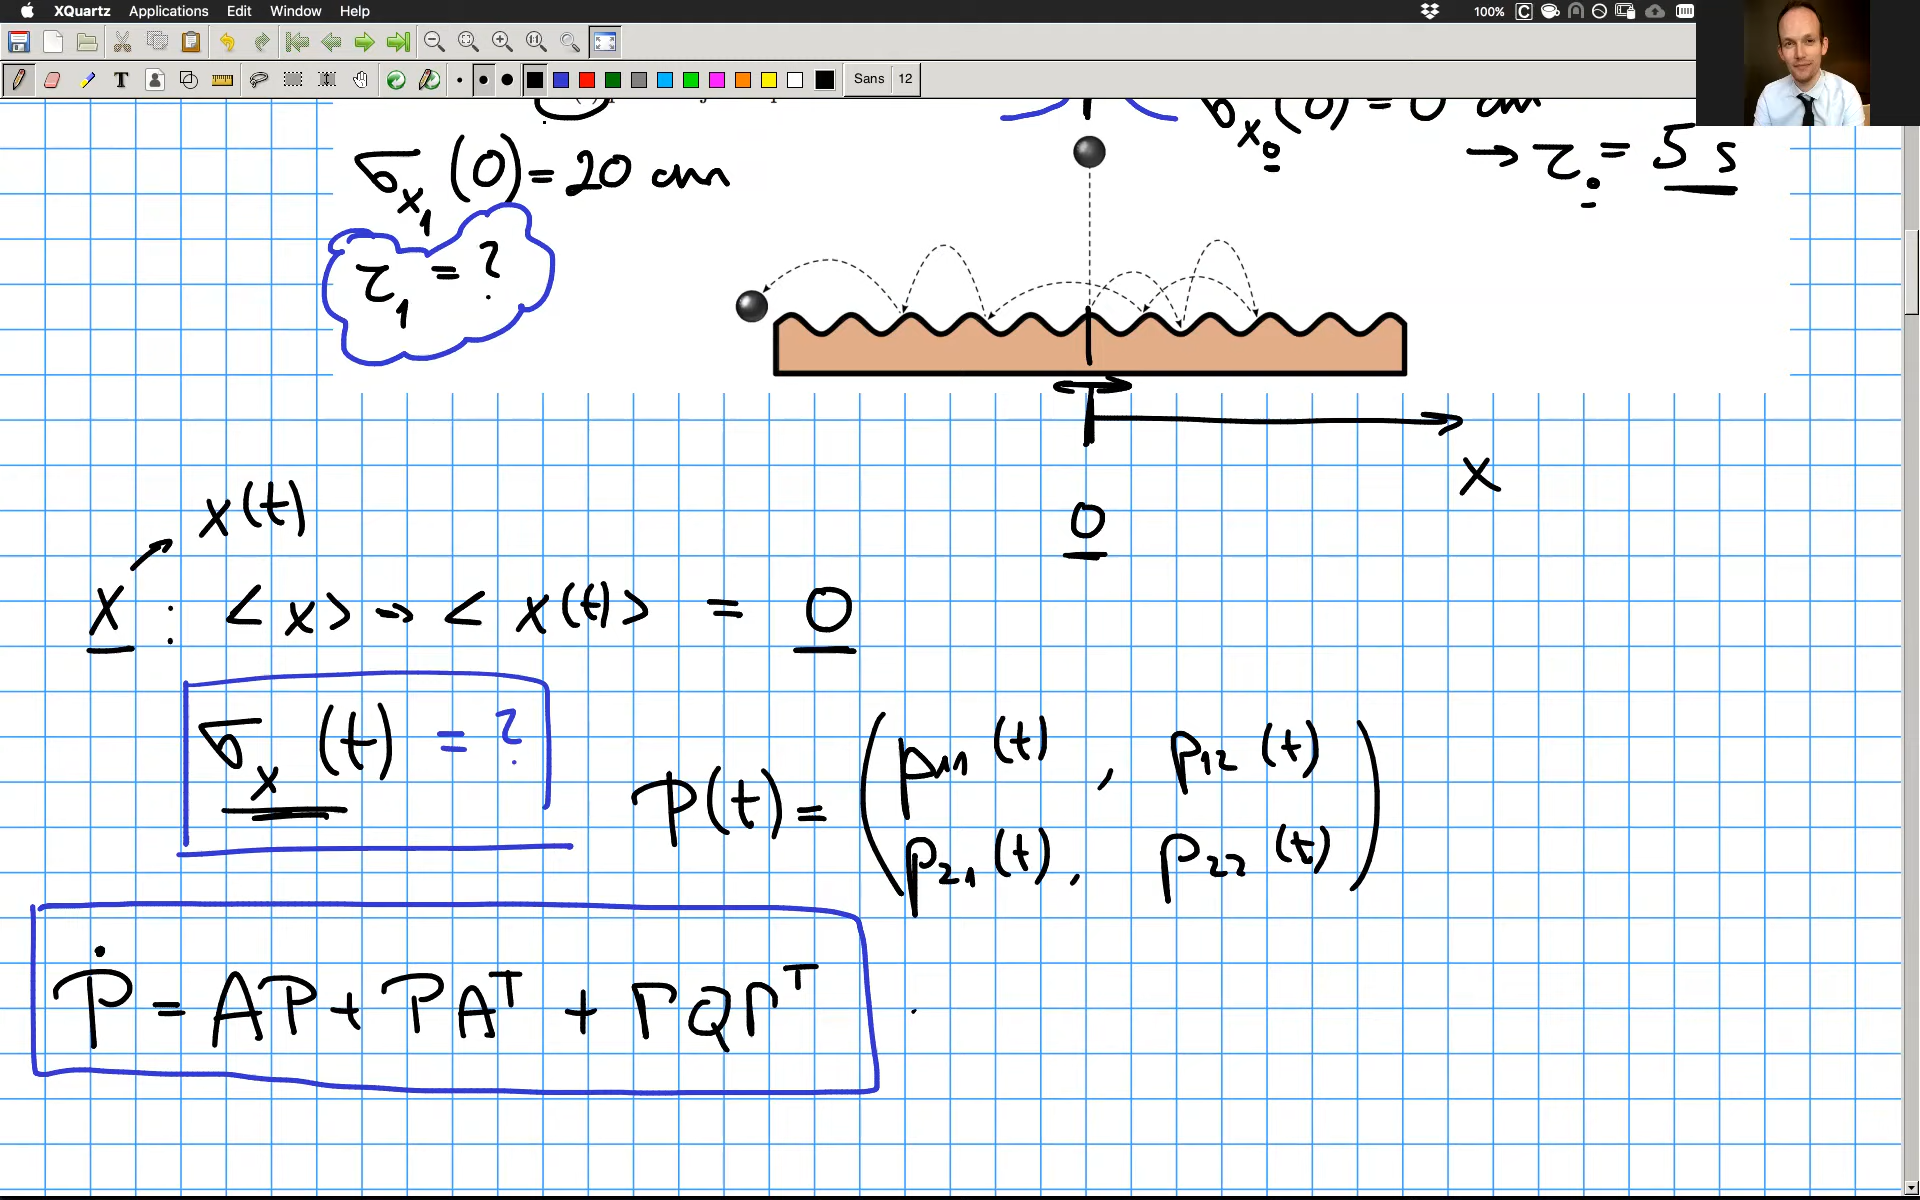 XQuartz Applications Edit Window Help
100%
Sans 12
σₓ₀(0) = 0 cm
σₓ₁(0) = 20 cm
→ τ₀ = 5 s
τ₁ = ?
x
0
x(t)
x : <x> → <x(t)> = 0
σₓ(t) = ?
P(t) = ( p₁₁(t) , p₁₂(t)
p₂₁(t), p₂₂(t) )
Ṗ = AP + PAᵀ + ΓQΓᵀ